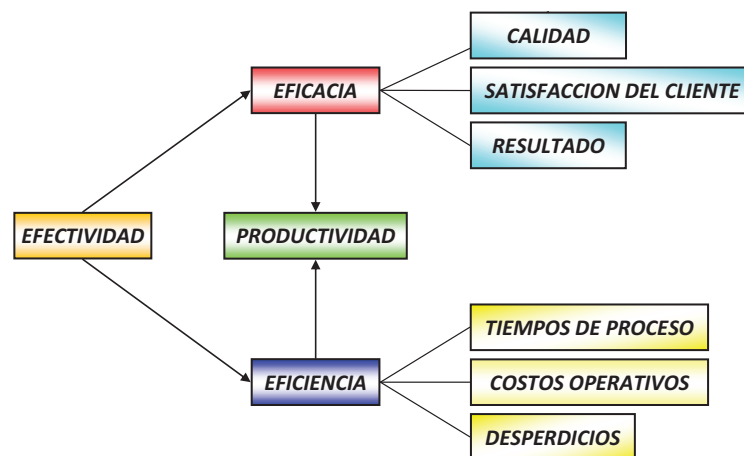 CALIDAD
EFICACIA
SATISFACCION DEL CLIENTE
RESULTADO
EFECTIVIDAD
PRODUCTIVIDAD
TIEMPOS DE PROCESO
EFICIENCIA
COSTOS OPERATIVOS
DESPERDICIOS